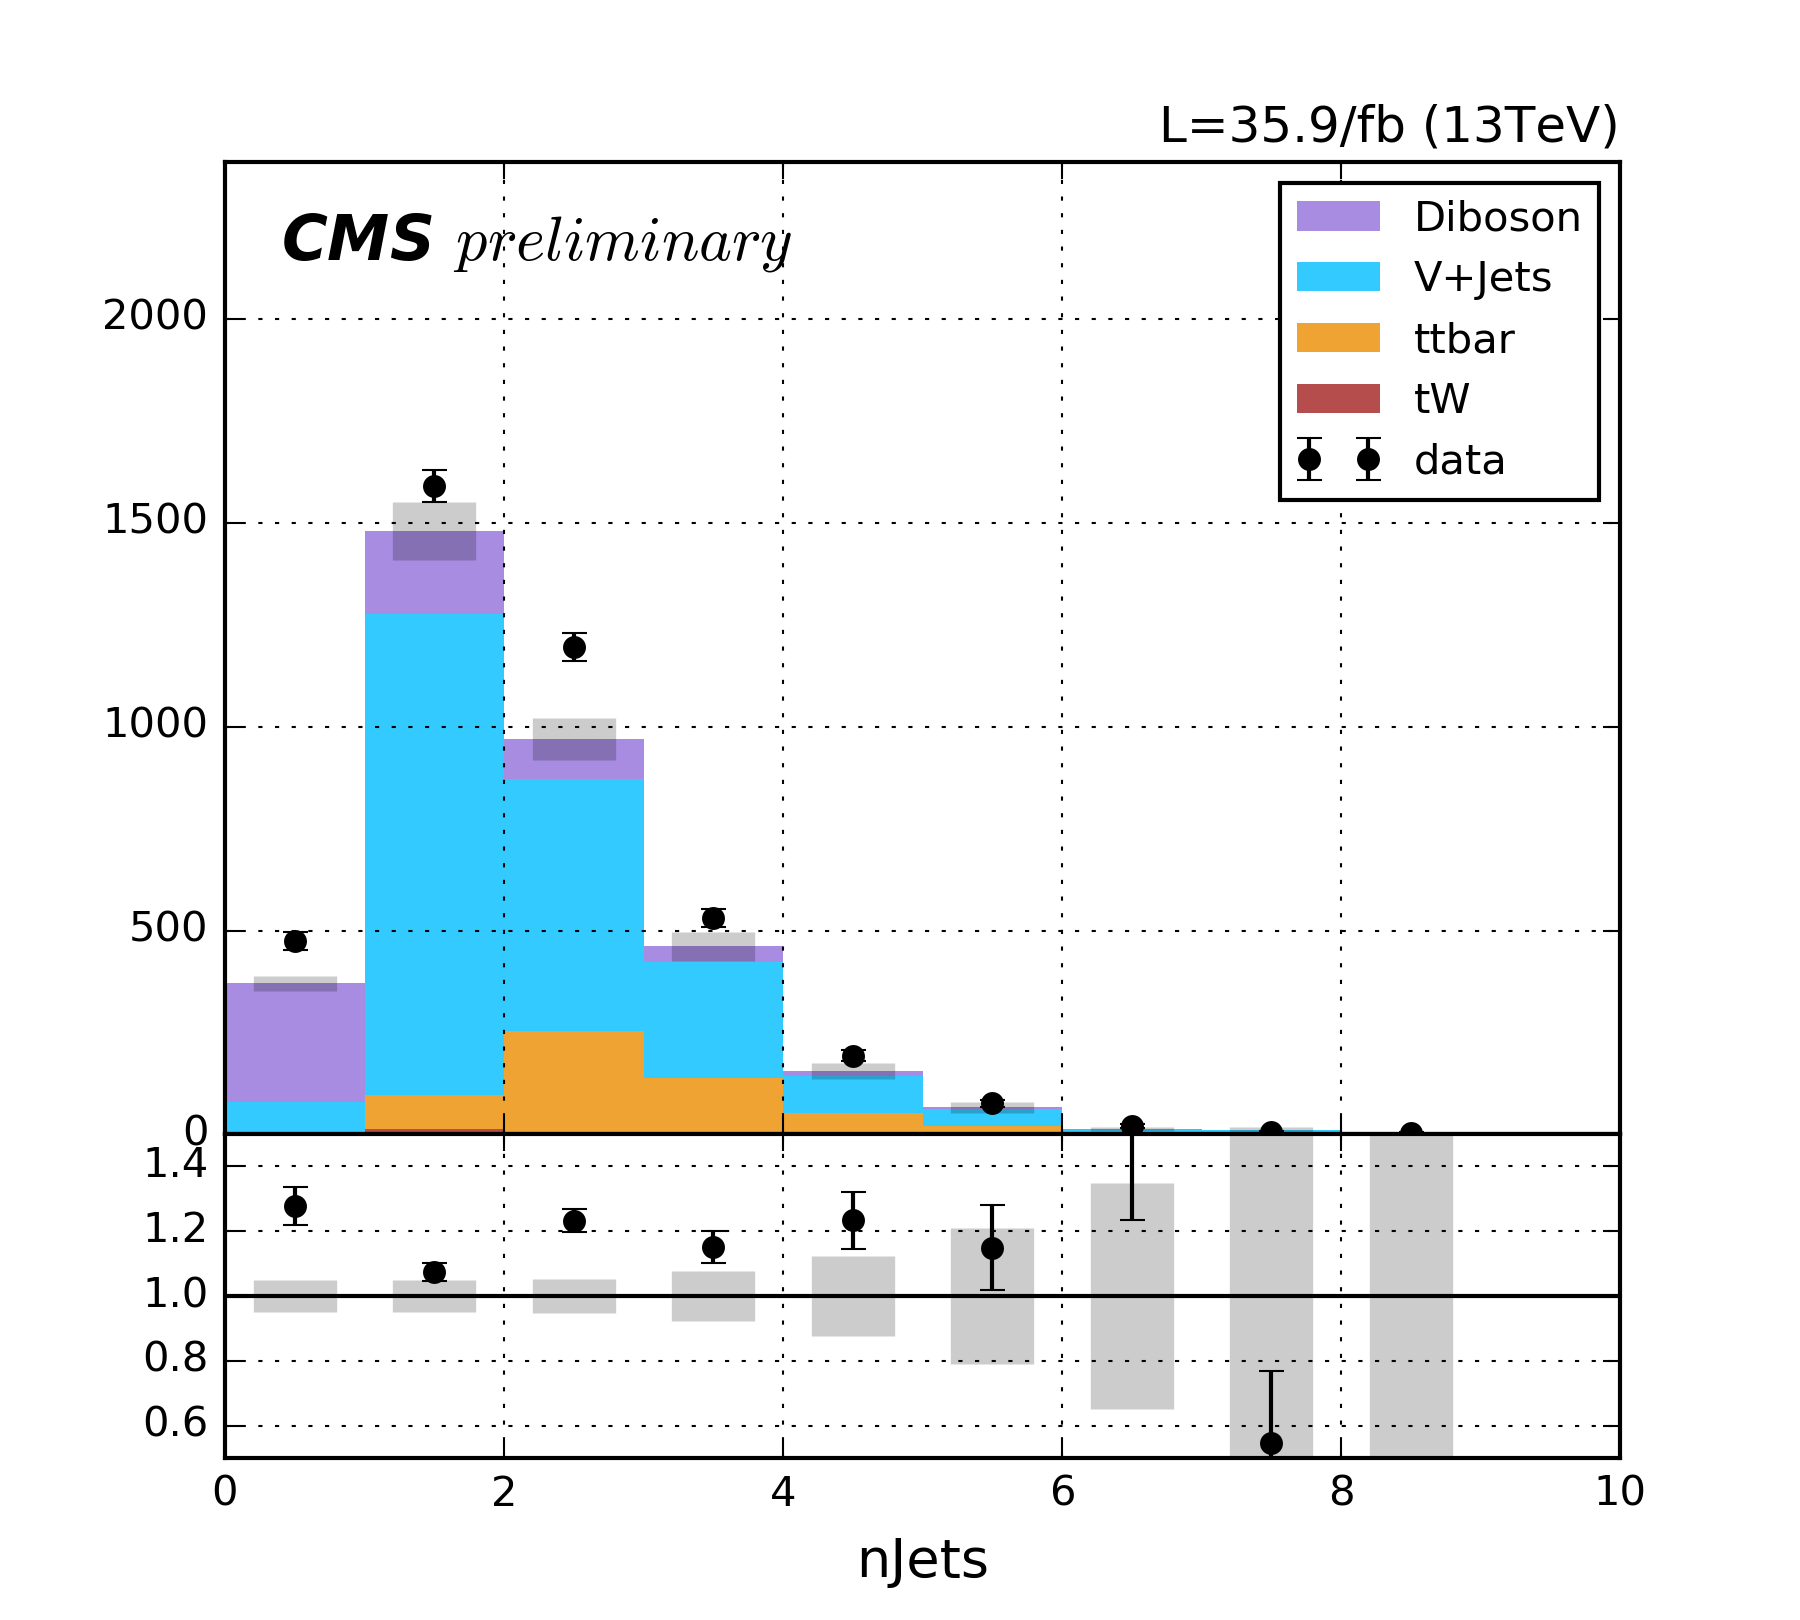 L=35.9/fb (13TeV)
CMS preliminary
Diboson
V+Jets
ttbar
tW
data
2000
1500
1000
500
0
1.4
1.2
1.0
0.8
0.6
0 2 4 6 8 10
nJets